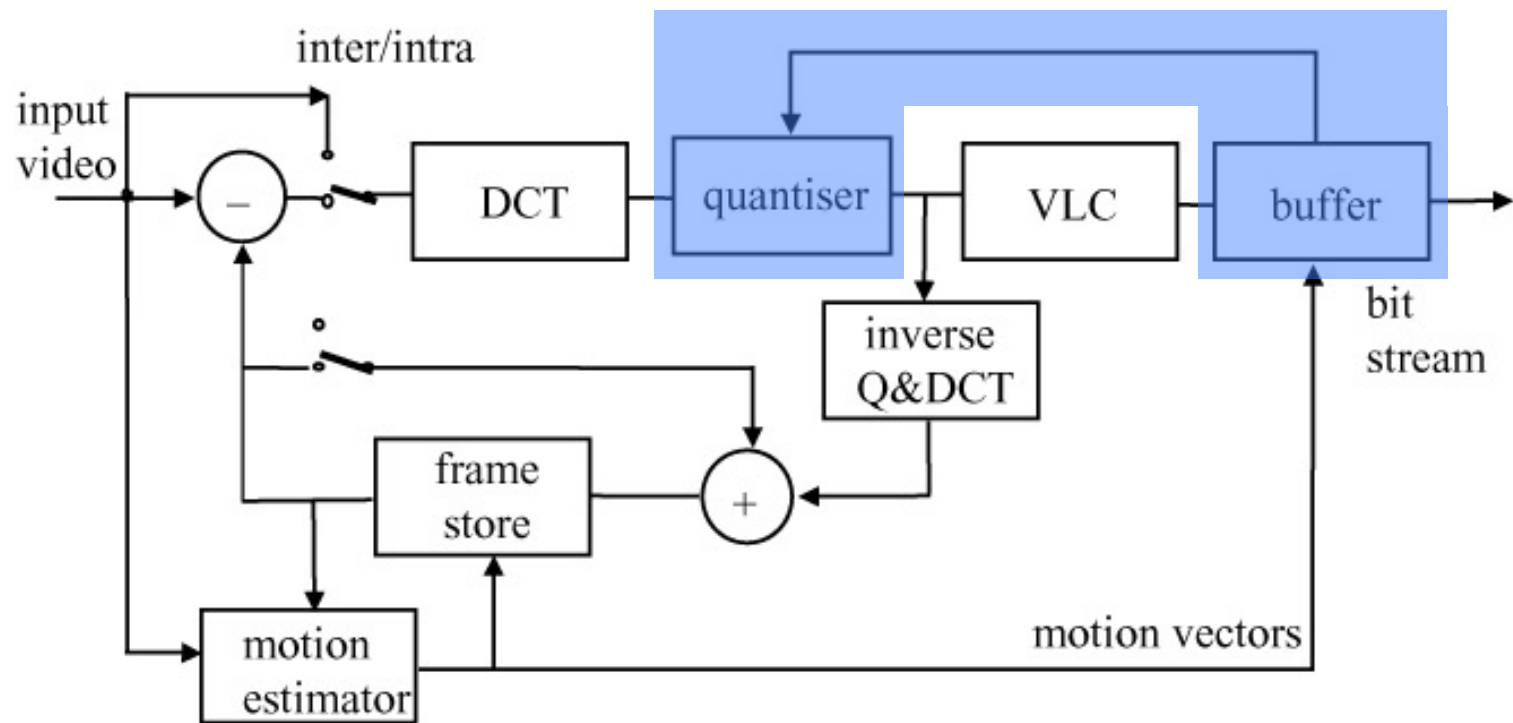 inter/intra
input
video
–
DCT
quantiser
VLC
buffer
bit
stream
inverse
Q&DCT
frame
store
+
motion
estimator
motion vectors